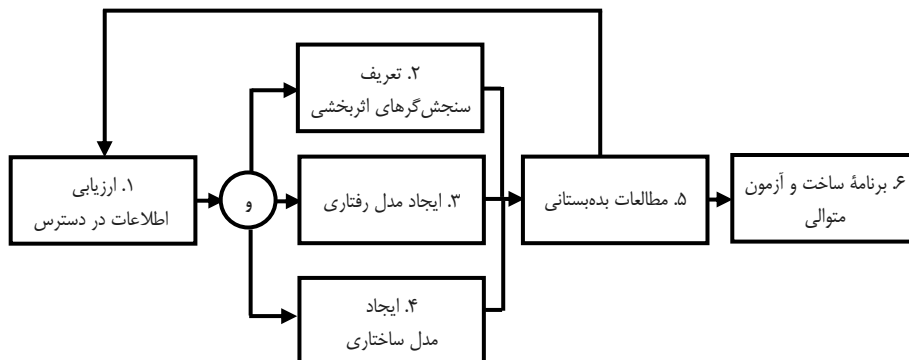 ۱. ارزیابی
اطلاعات در دسترس
و
۲. تعریف
سنجش‌گرهای اثربخشی
۳. ایجاد مدل رفتاری
۴. ایجاد
مدل ساختاری
۵. مطالعات بده‌بستانی
۶. برنامهٔ ساخت و آزمون
متوالی